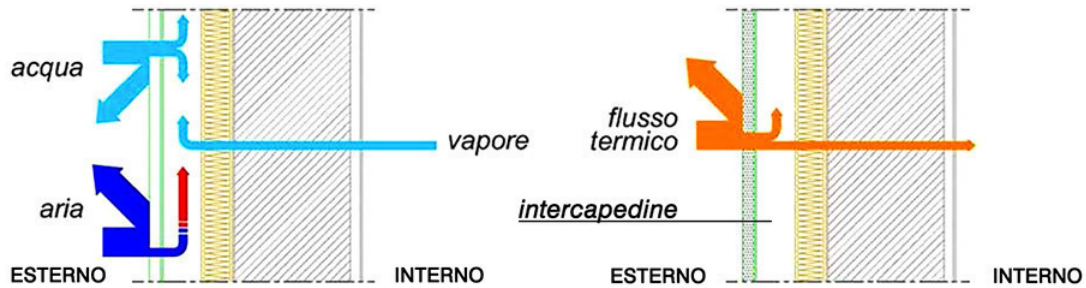 acqua
vapore
aria
ESTERNO
INTERNO
flusso
termico
intercapedine
ESTERNO
INTERNO